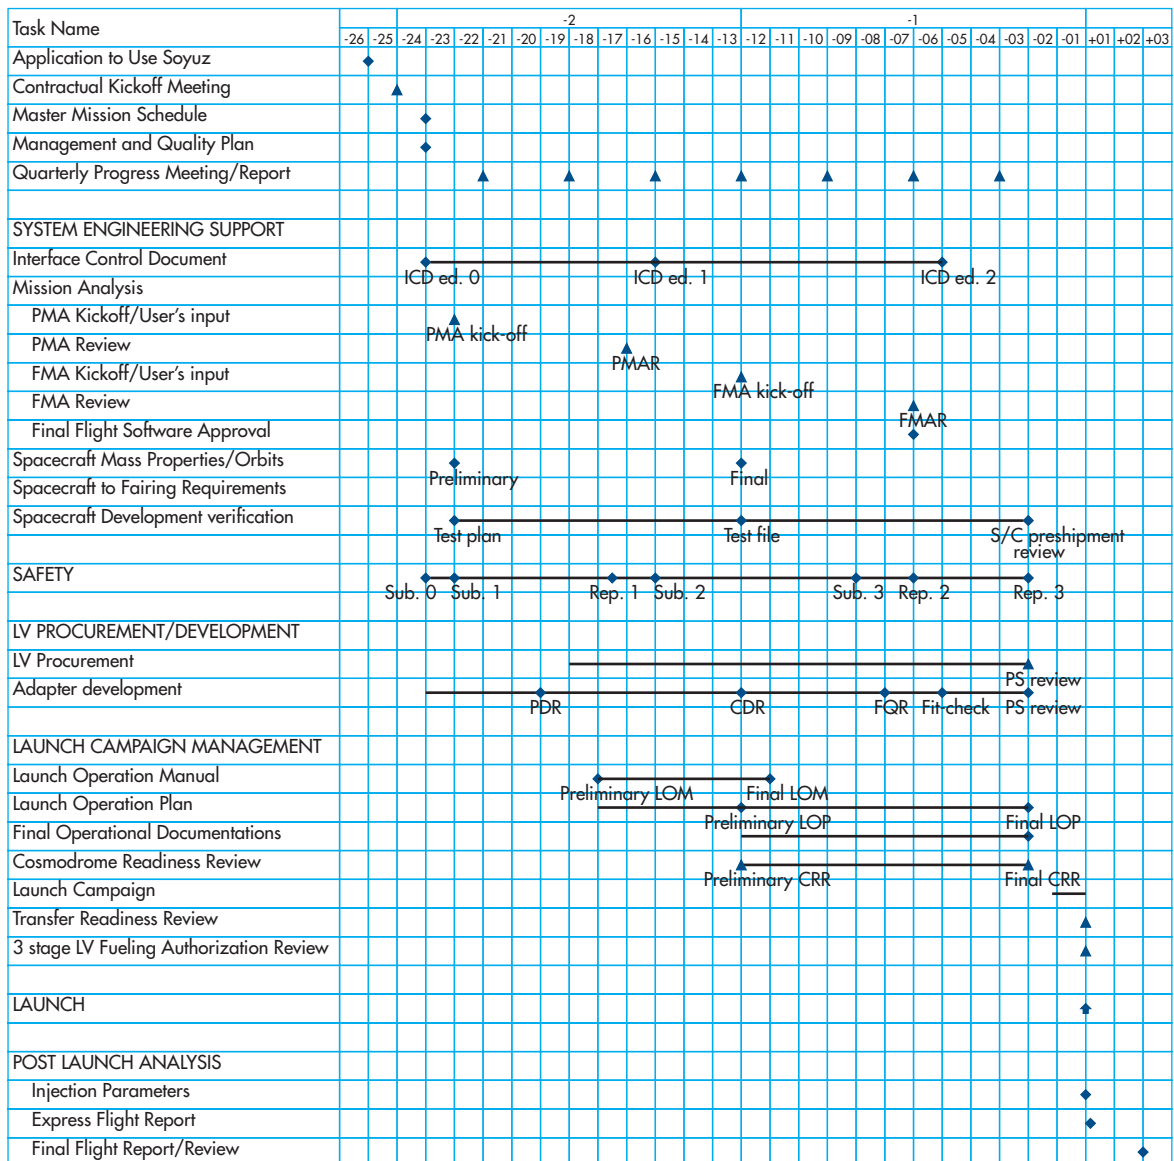 Task Name
-2 -1
-26 -25 -24 -23 -22 -21 -20 -19 -18 -17 -16 -15 -14 -13 -12 -11 -10 -09 -08 -07 -06 -05 -04 -03 -02 -01 +01 +02 +03
Application to Use Soyuz
Contractual Kickoff Meeting
Master Mission Schedule
Management and Quality Plan
Quarterly Progress Meeting/Report
SYSTEM ENGINEERING SUPPORT
Interface Control Document
ICD ed. 0 ICD ed. 1 ICD ed. 2
Mission Analysis
PMA Kickoff/User's input
PMA kick-off
PMA Review
PMAR
FMA Kickoff/User's input
FMA kick-off
FMA Review
FMAR
Final Flight Software Approval
Spacecraft Mass Properties/Orbits
Preliminary Final
Spacecraft to Fairing Requirements
Spacecraft Development verification
Test plan Test file S/C preshipment
review
SAFETY
Sub. 0 Sub. 1 Rep. 1 Sub. 2 Sub. 3 Rep. 2 Rep. 3
LV PROCUREMENT/DEVELOPMENT
LV Procurement
PS review
Adapter development
PDR CDR FQR Fit-check PS review
LAUNCH CAMPAIGN MANAGEMENT
Launch Operation Manual
Preliminary LOM Final LOM
Launch Operation Plan
Preliminary LOP Final LOP
Final Operational Documentations
Cosmodrome Readiness Review
Preliminary CRR Final CRR
Launch Campaign
Transfer Readiness Review
3 stage LV Fueling Authorization Review
LAUNCH
POST LAUNCH ANALYSIS
Injection Parameters
Express Flight Report
Final Flight Report/Review